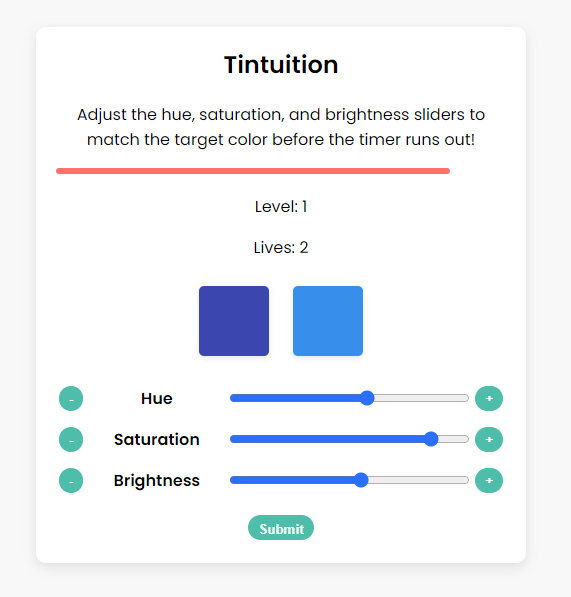 Tintuition
Adjust the hue, saturation, and brightness sliders to
match the target color before the timer runs out!
Level: 1
Lives: 2
- Hue +
- Saturation +
- Brightness +
Submit